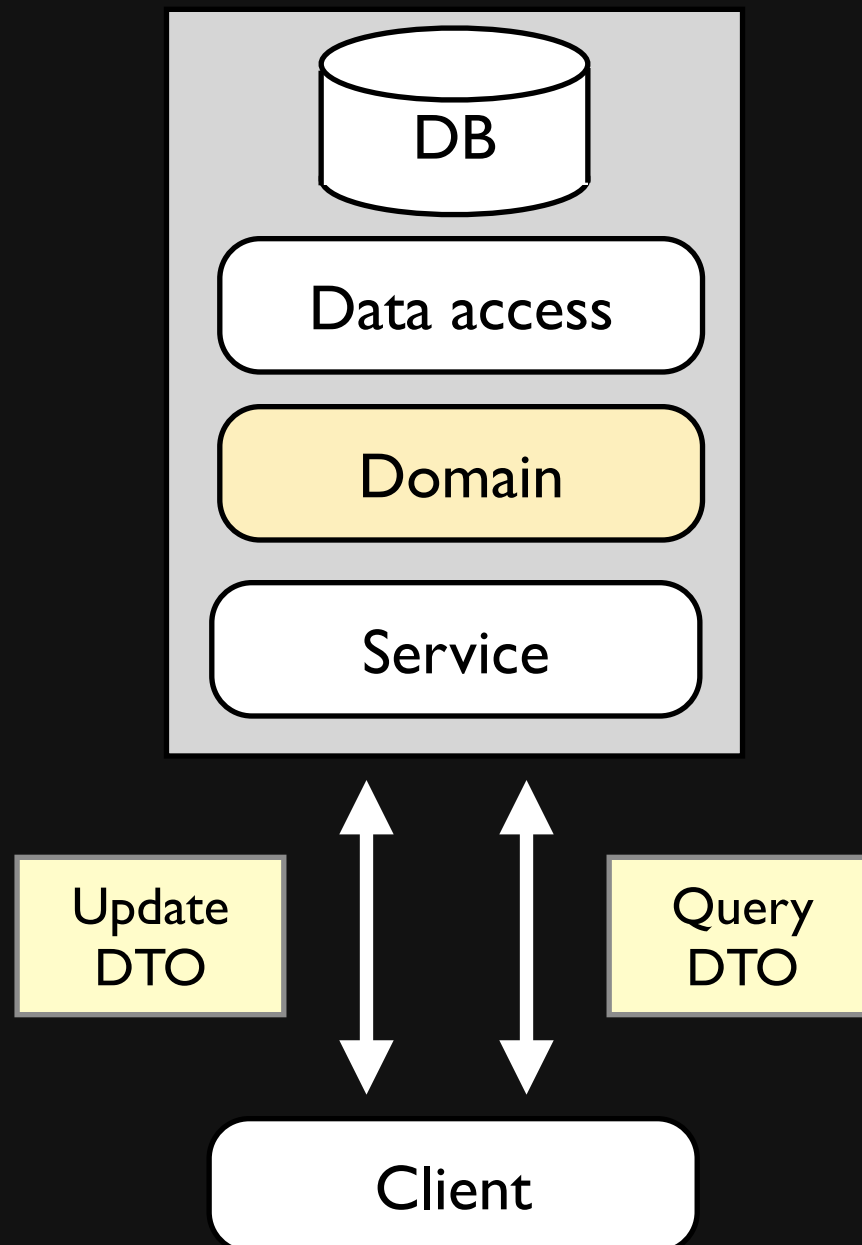 DB
Data access
Domain
Service
Update
DTO
Query
DTO
Client